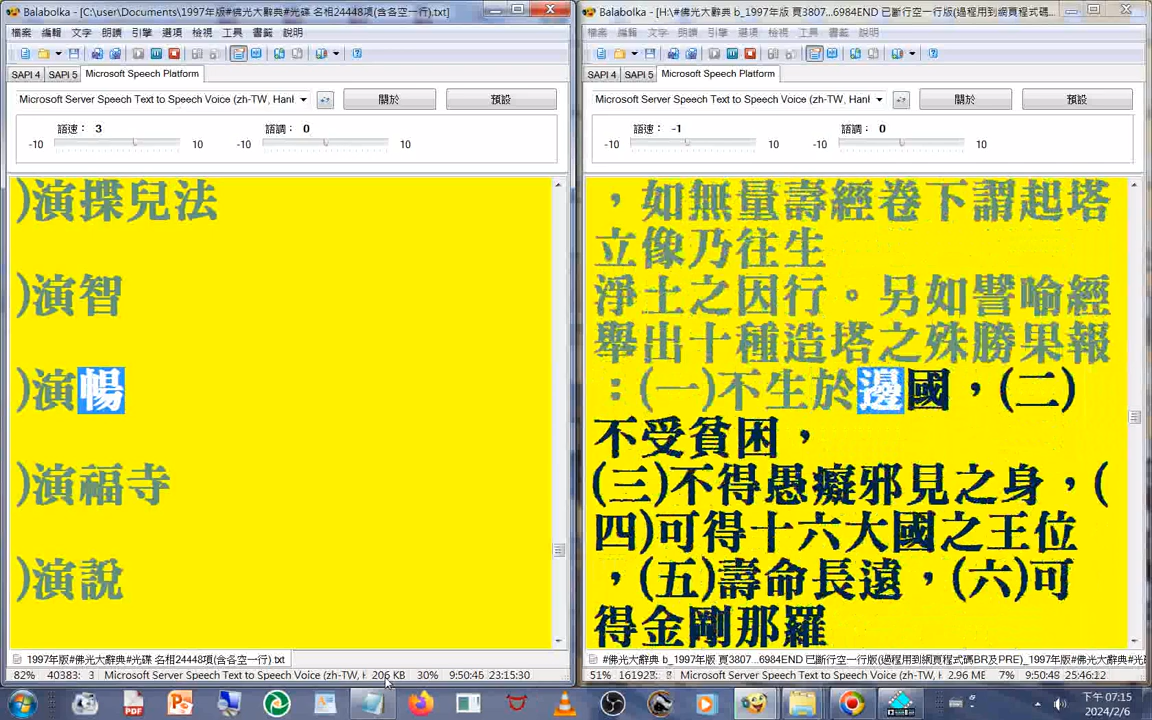 Balabolka - [C:\user\Documents\1997年版#佛光大辭典#光碟 名相24448項(含各空一行).txt]
檔案 編輯 文字 朗讀 引擎 選項 檢視 工具 書籤 說明
SAPI 4 SAPI 5 Microsoft Speech Platform
Microsoft Server Speech Text to Speech Voice (zh-TW, Hanl
關於 預設
語速： 3 語調： 0
-10 10 -10 10
)演揲兒法
)演智
)演暢
)演福寺
)演說
1997年版#佛光大辭典#光碟 名相24448項(含各空一行).txt
82% 40383: 3 Microsoft Server Speech Text to Speech Voice (zh-TW, H 206 KB 30% 9:50:45 23:15:30
Balabolka - [H:\#佛光大辭典 b_1997年版 頁3807...6984END 已斷行空一行版(過程用到網頁程式碼
檔案 編輯 文字 朗讀 引擎 選項 檢視 工具 書籤 說明
SAPI 4 SAPI 5 Microsoft Speech Platform
Microsoft Server Speech Text to Speech Voice (zh-TW, Hanl
關於 預設
語速： -1 語調： 0
-10 10 -10 10
，如無量壽經卷下謂起塔
立像乃往生
淨土之因行。另如譬喻經
舉出十種造塔之殊勝果報
：(一)不生於邊國，(二)
不受貧困，
(三)不得愚癡邪見之身，(
四)可得十六大國之王位
，(五)壽命長遠，(六)可
得金剛那羅
#佛光大辭典 b_1997年版 頁3807...6984END 已斷行空一行版(過程用到網頁程式碼BR及PRE)_1997年版#光
51% Microsoft Server Speech Text to Speech Voice (zh-TW, H 2.96 ME 7% 9:50:58 25:46:12
下午 07:15
2024/2/6